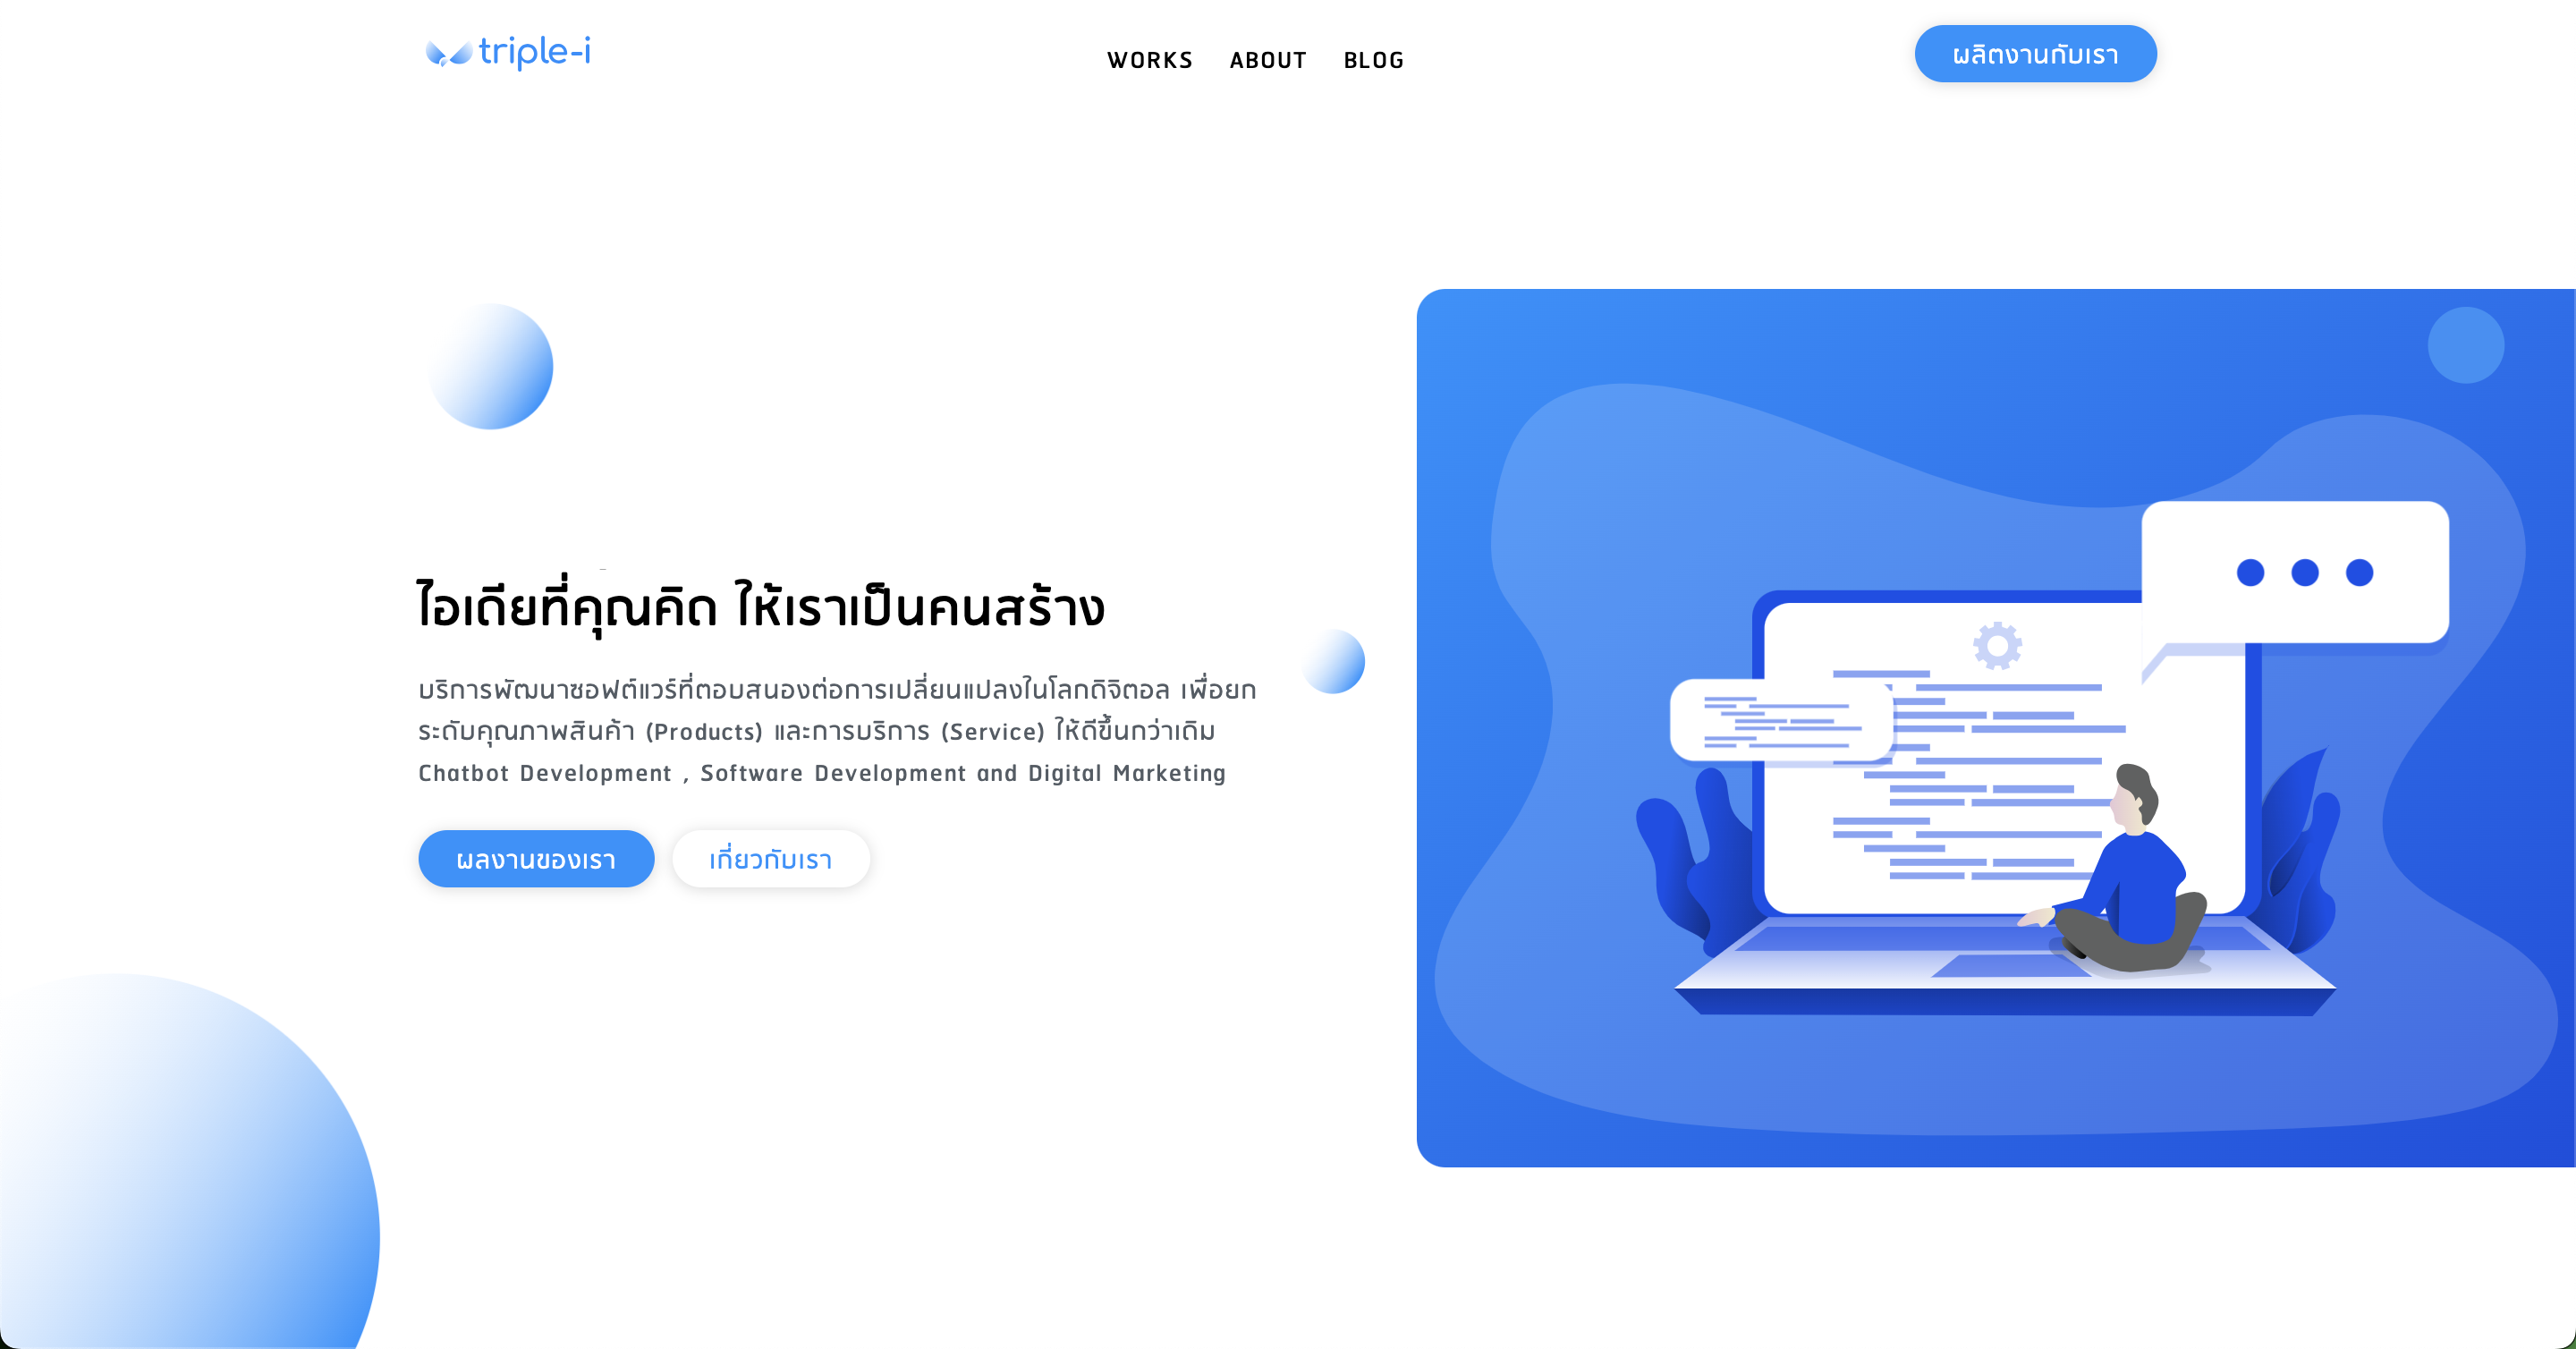 triple-i
WORKS ABOUT BLOG
ผลิตงานกับเรา
ไอเดียที่คุณคิด ให้เราเป็นคนสร้าง
บริการพัฒนาซอฟต์แวร์ที่ตอบสนองต่อการเปลี่ยนแปลงในโลกดิจิตอล เพื่อยก
ระดับคุณภาพสินค้า (Products) และการบริการ (Service) ให้ดีขึ้นกว่าเดิม
Chatbot Development , Software Development and Digital Marketing
ผลงานของเรา
เกี่ยวกับเรา